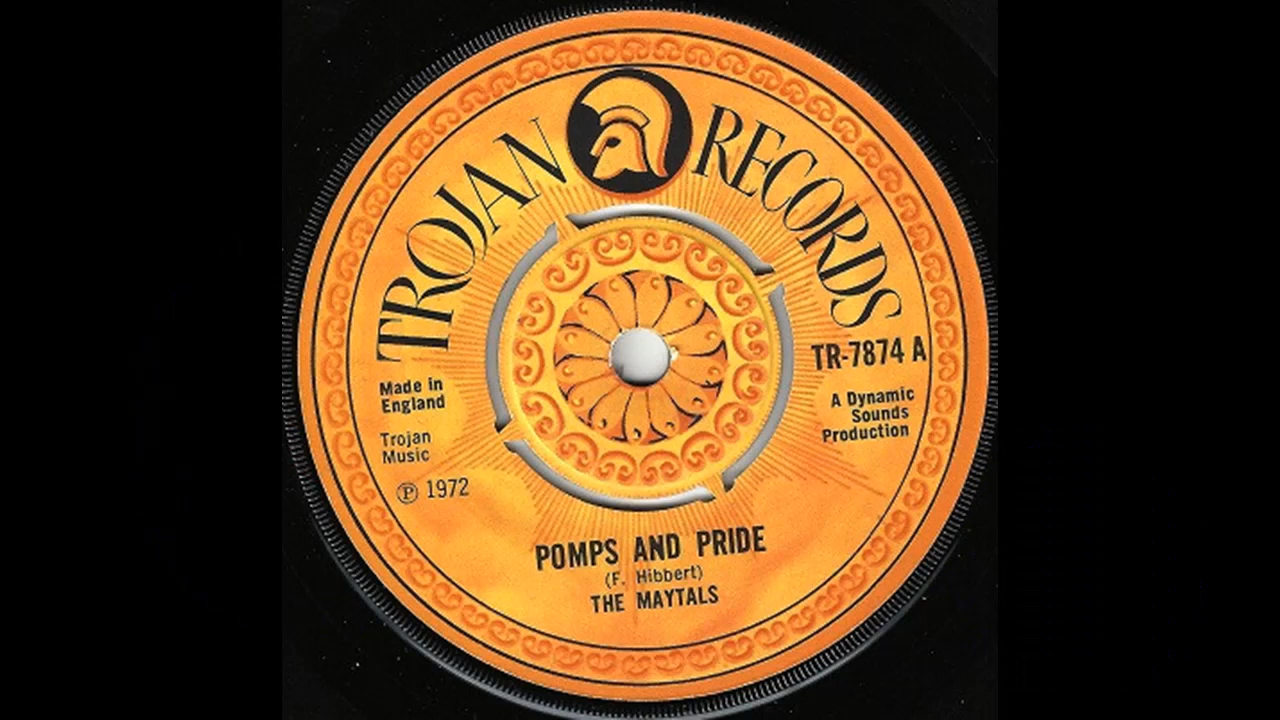 TROJAN RECORDS
TR-7874 A
Made in
England
Trojan
Music
℗ 1972
A Dynamic
Sounds
Production
POMPS AND PRIDE
(F. Hibbert)
THE MAYTALS